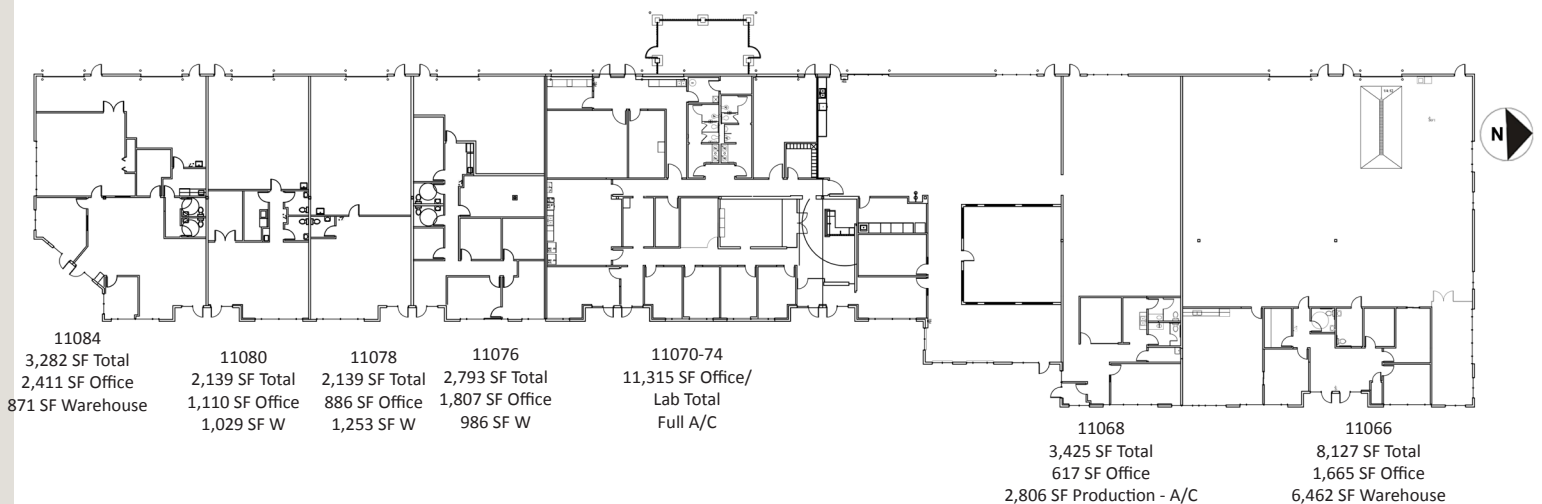 N
11084
3,282 SF Total
2,411 SF Office
871 SF Warehouse
11080
2,139 SF Total
1,110 SF Office
1,029 SF W
11078
2,139 SF Total
886 SF Office
1,253 SF W
11076
2,793 SF Total
1,807 SF Office
986 SF W
11070-74
11,315 SF Office/
Lab Total
Full A/C
11068
3,425 SF Total
617 SF Office
2,806 SF Production - A/C
11066
8,127 SF Total
1,665 SF Office
6,462 SF Warehouse